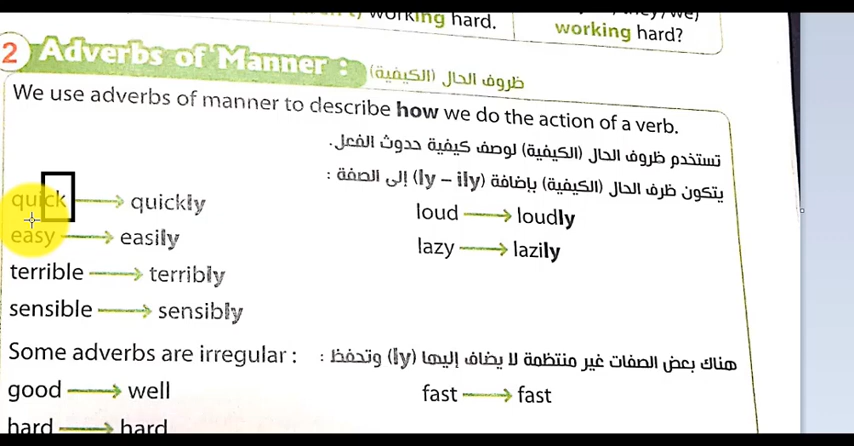 working hard.
working hard?
2 Adverbs of Manner : ظروف الحال (الكيفية)
We use adverbs of manner to describe how we do the action of a verb.
تستخدم ظروف الحال (الكيفية) لوصف كيفية حدوث الفعل.
يتكون ظرف الحال (الكيفية) بإضافة (ly – ily) إلى الصفة :
quick → quickly
loud → loudly
easy → easily
lazy → lazily
terrible → terribly
sensible → sensibly
Some adverbs are irregular : هناك بعض الصفات غير منتظمة لا يضاف إليها (ly) وتحفظ :
good → well
fast → fast
hard → hard